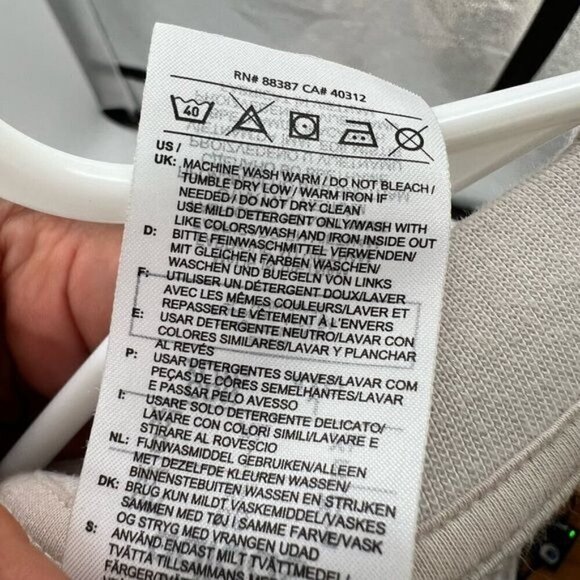 RN# 88387 CA# 40312
40
US /
UK: MACHINE WASH WARM / DO NOT BLEACH /
TUMBLE DRY LOW / WARM IRON IF
NEEDED / DO NOT DRY CLEAN
USE MILD DETERGENT ONLY/WASH WITH
LIKE COLORS/WASH AND IRON INSIDE OUT
D: BITTE FEINWASCHMITTEL VERWENDEN/
MIT GLEICHEN FARBEN WASCHEN/
WASCHEN UND BUEGELN VON LINKS
F: UTILISER UN DÉTERGENT DOUX/LAVER
AVEC LES MÊMES COULEURS/LAVER ET
REPASSER LE VÊTEMENT À L'ENVERS
E: USAR DETERGENTE NEUTRO/LAVAR CON
COLORES SIMILARES/LAVAR Y PLANCHAR
AL REVÉS
P: USAR DETERGENTES SUAVES/LAVAR COM
PEÇAS DE CÔRES SEMELHANTES/LAVAR
E PASSAR PELO AVESSO
I: USARE SOLO DETERGENTE DELICATO/
LAVARE CON COLORI SIMILI/LAVARE E
STIRARE AL ROVESCIO
NL: FIJNWASMIDDEL GEBRUIKEN/ALLEEN
MET DEZELFDE KLEUREN WASSEN/
BINNENSTEBUITEN WASSEN EN STRIJKEN
DK: BRUG KUN MILDT VASKEMIDDEL/VASKES
SAMMEN MED TØJ I SAMME FARVE/VASK
OG STRYG MED VRANGEN UDAD
S: ANVÄND ENDAST MILT TVÄTTMEDEL/
TVÄTTA TILLSAMMANS MED
FÄRGER/TVÄTTA